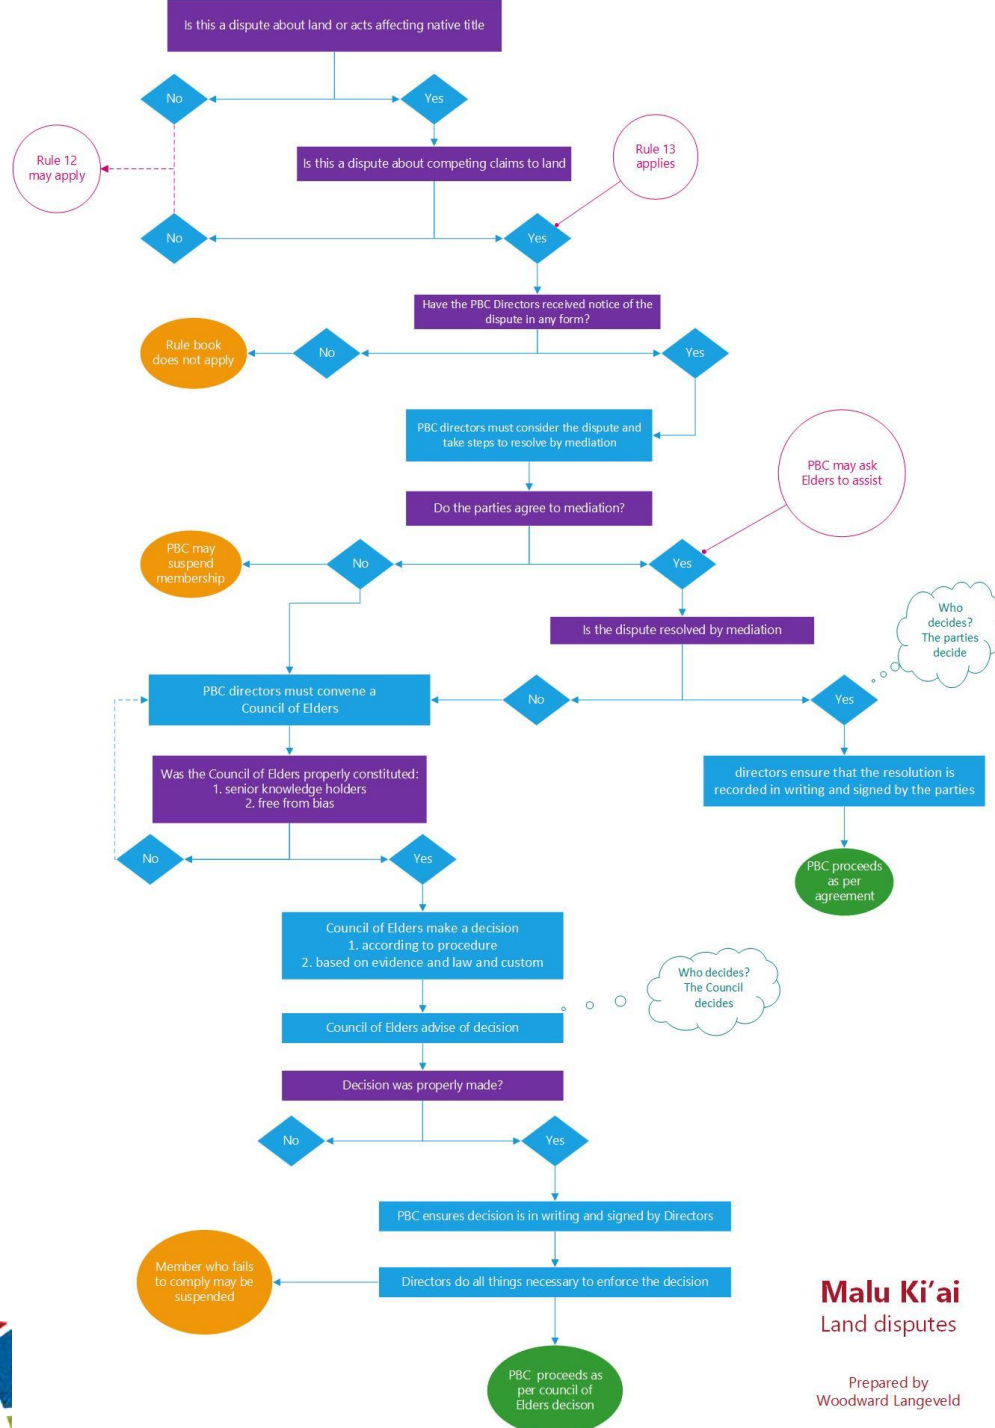 Is this a dispute about land or acts affecting native title
No
Yes
Rule 12
may apply
Is this a dispute about competing claims to land
Rule 13
applies
No
Yes
Have the PBC Directors received notice of the
dispute in any form?
Rule book
does not apply
No
Yes
PBC directors must consider the dispute and
take steps to resolve by mediation
PBC may ask
Elders to assist
Do the parties agree to mediation?
PBC may
suspend
membership
No
Yes
Who
decides?
The parties
decide
Is the dispute resolved by mediation
PBC directors must convene a
Council of Elders
No
Yes
Was the Council of Elders properly constituted:
1. senior knowledge holders
2. free from bias
directors ensure that the resolution is
recorded in writing and signed by the parties
No
Yes
PBC proceeds
as per
agreement
Council of Elders make a decision
1. according to procedure
2. based on evidence and law and custom
Who decides?
The Council
decides
Council of Elders advise of decision
Decision was properly made?
No
Yes
PBC ensures decision is in writing and signed by Directors
Member who fails
to comply may be
suspended
Directors do all things necessary to enforce the decision
PBC proceeds as
per council of
Elders decison
Malu Ki'ai
Land disputes
Prepared by
Woodward Langeveld